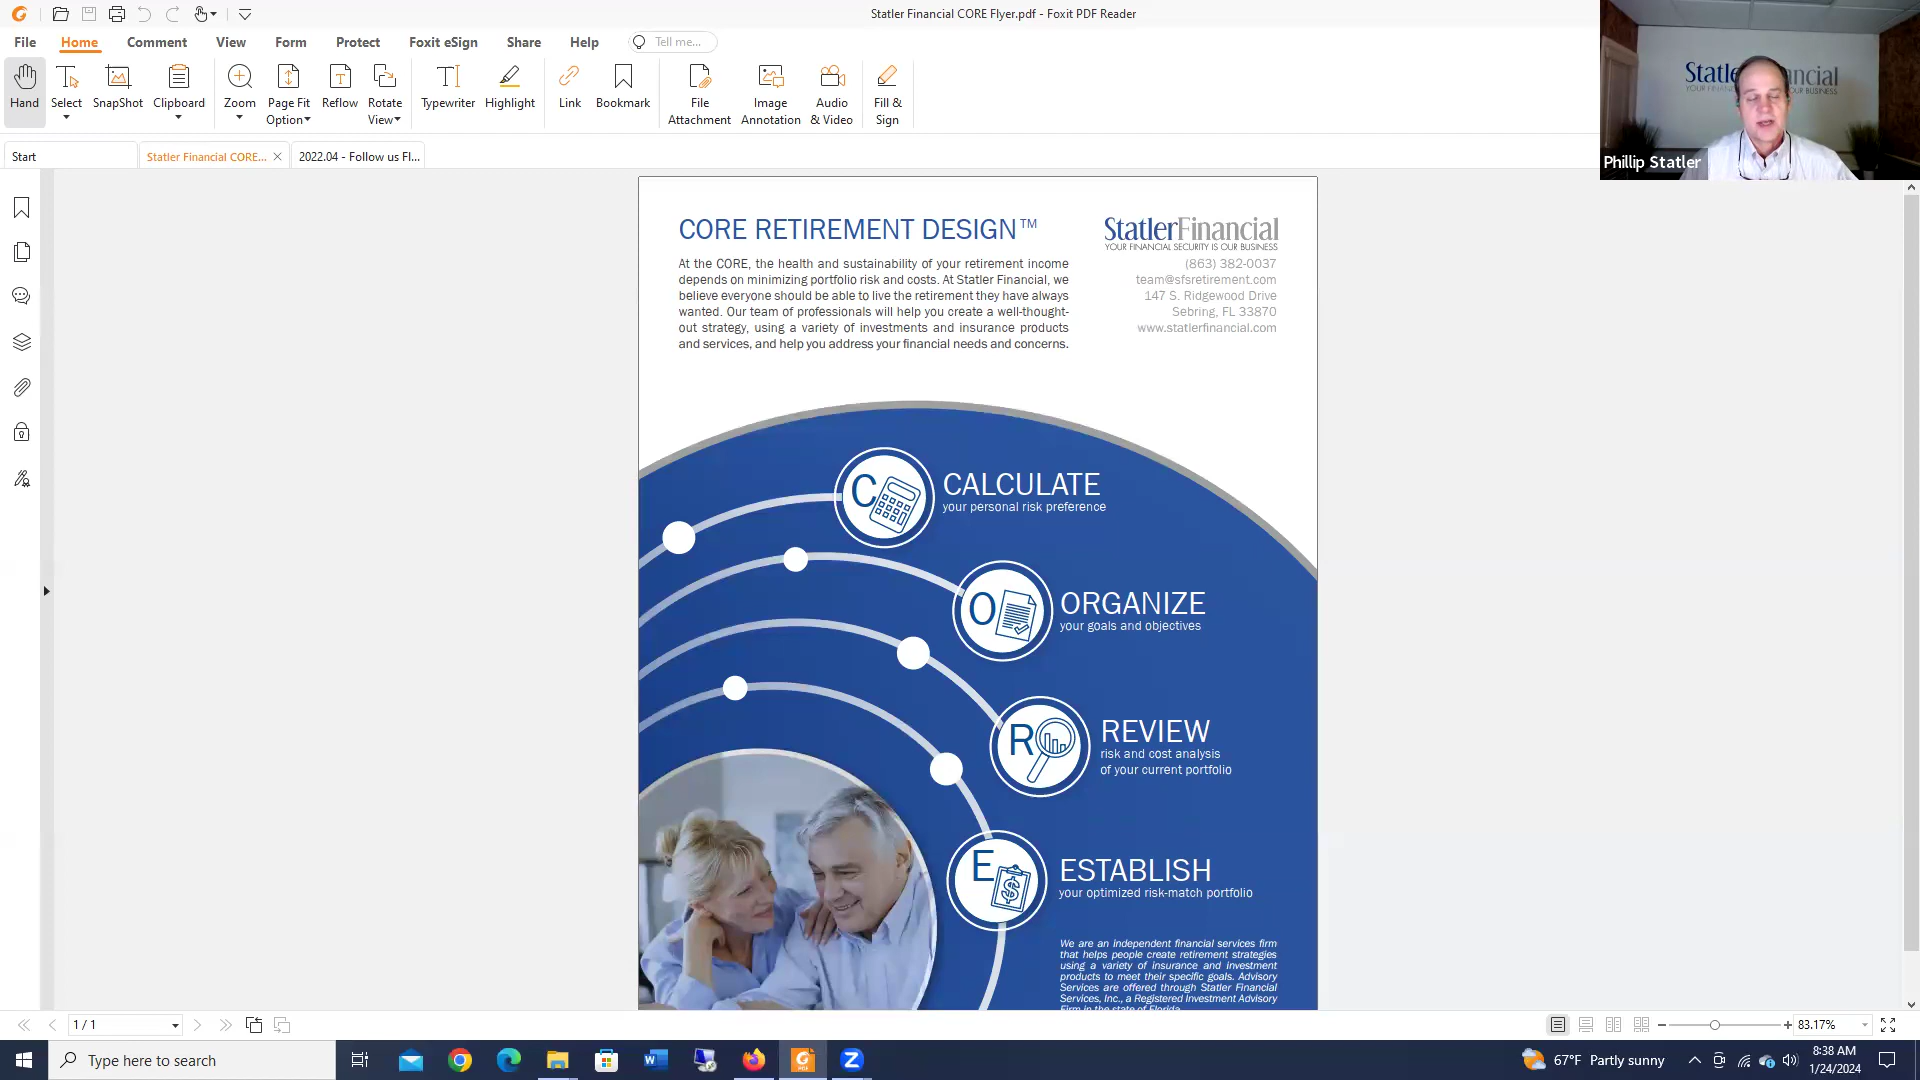 Statler Financial CORE Flyer.pdf - Foxit PDF Reader
File Home Comment View Form Protect Foxit eSign Share Help Tell me...
Hand Select SnapShot Clipboard Zoom Page Fit Option Reflow Rotate View Typewriter Highlight Link Bookmark File Attachment Image Annotation Audio & Video Fill & Sign
Start Statler Financial CORE... 2022.04 - Follow us Fl...
Phillip Statler
CORE RETIREMENT DESIGN™
At the CORE, the health and sustainability of your retirement income
depends on minimizing portfolio risk and costs. At Statler Financial, we
believe everyone should be able to live the retirement they have always
wanted. Our team of professionals will help you create a well-thought-
out strategy, using a variety of investments and insurance products
and services, and help you address your financial needs and concerns.
StatlerFinancial
YOUR FINANCIAL SECURITY IS OUR BUSINESS
(863) 382-0037
team@sfsretirement.com
147 S. Ridgewood Drive
Sebring, FL 33870
www.statlerfinancial.com
C
CALCULATE
your personal risk preference
O
ORGANIZE
your goals and objectives
R
REVIEW
risk and cost analysis
of your current portfolio
E
ESTABLISH
your optimized risk-match portfolio
We are an independent financial services firm
that helps people create retirement strategies
using a variety of insurance and investment
products to meet their specific goals. Advisory
Services are offered through Statler Financial
Services, Inc., a Registered Investment Advisory
Firm in the state of Florida.
1 / 1
83.17%
Type here to search
67°F Partly sunny
8:38 AM
1/24/2024